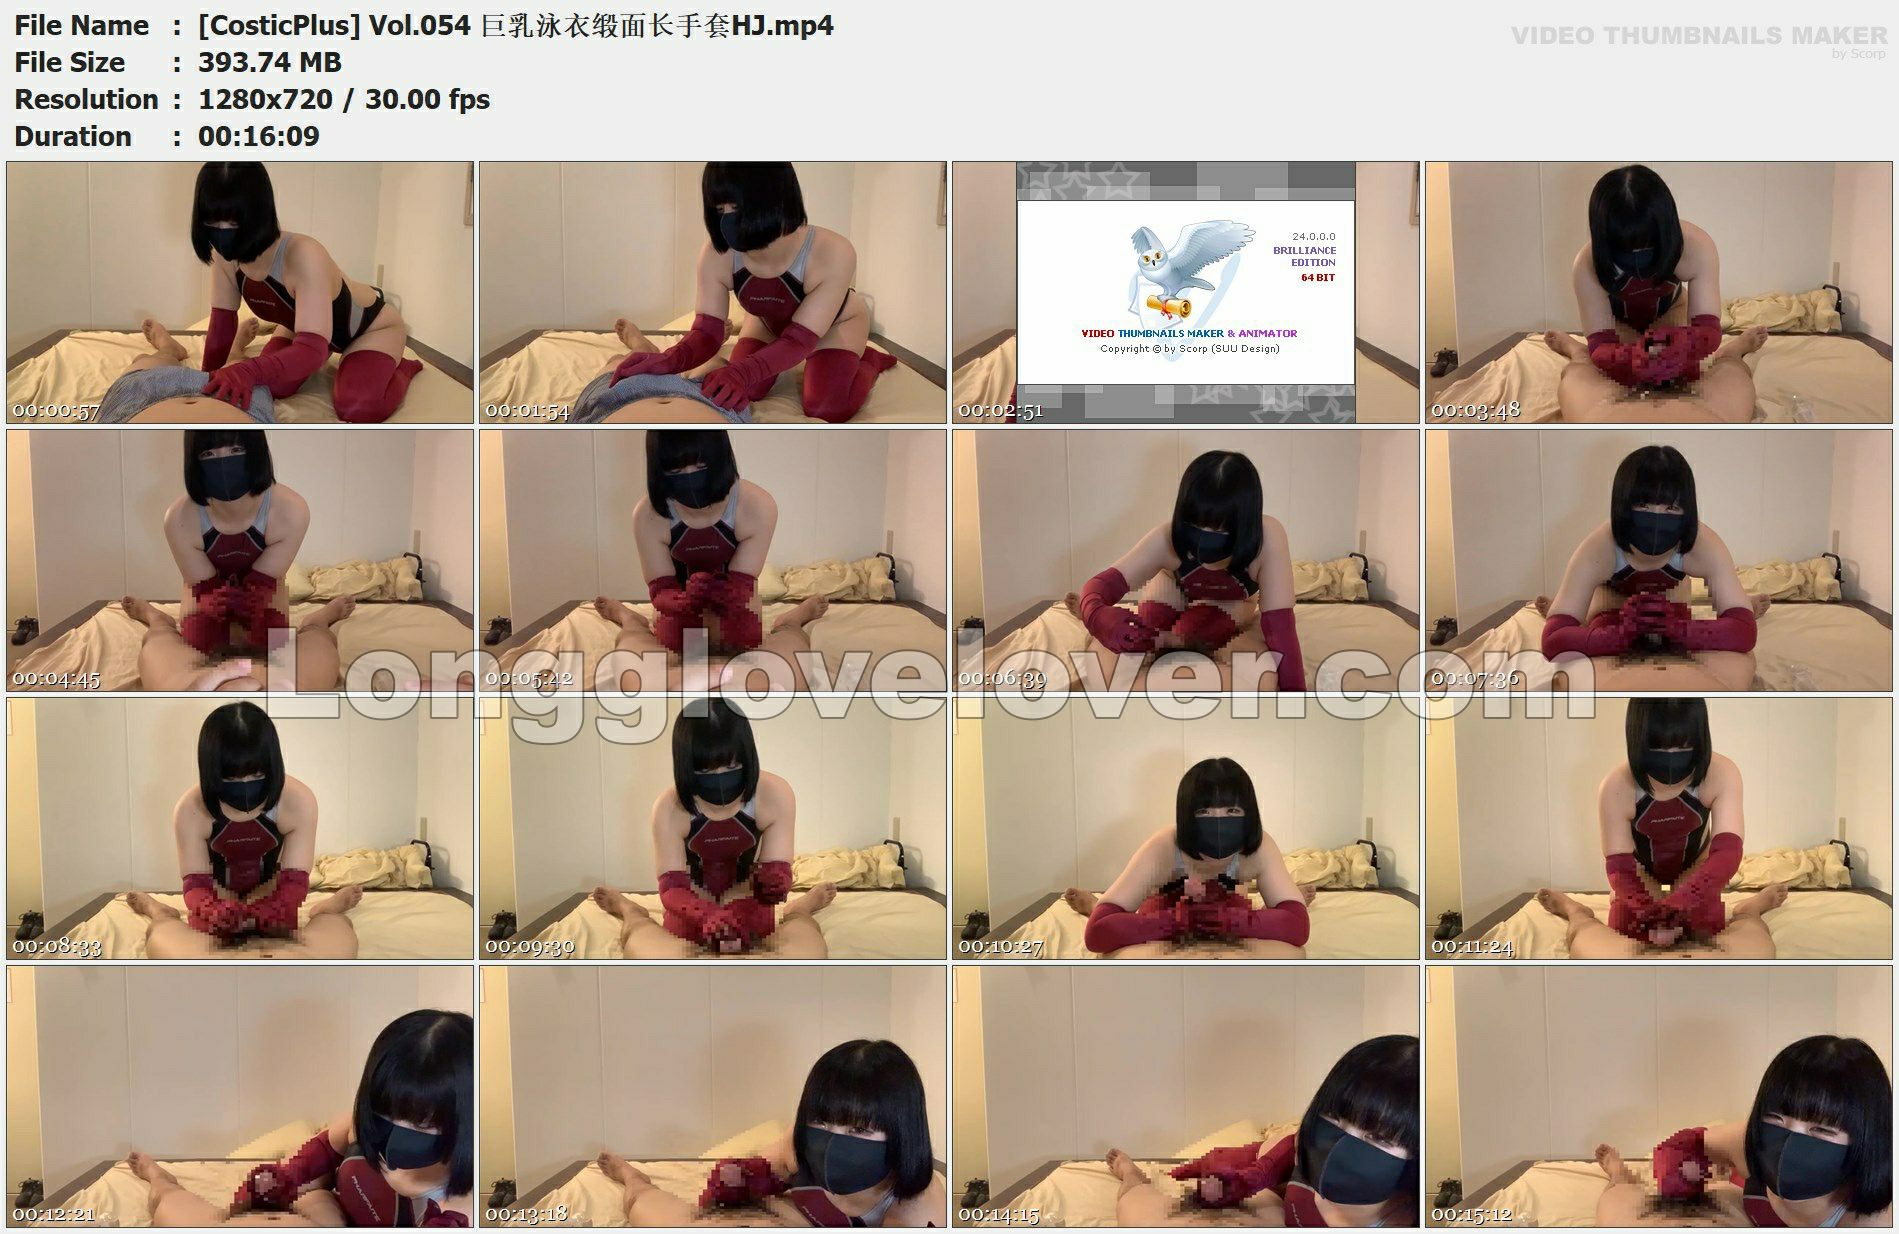 File Name : [CosticPlus] Vol.054 巨乳泳衣缎面长手套HJ.mp4
VIDEO THUMBNAILS MAKER
by Scorp
File Size : 393.74 MB
Resolution : 1280x720 / 30.00 fps
Duration : 00:16:09
24.0.0.0
BRILLIANCE
EDITION
64 BIT
VIDEO THUMBNAILS MAKER & ANIMATOR
Copyright © by Scorp (SUU Design)
00:00:57
00:01:54
00:02:51
00:03:48
00:04:45
00:05:42
00:06:39
00:07:36
Longglovelover.com
00:08:33
00:09:30
00:10:27
00:11:24
00:12:21
00:13:18
00:14:15
00:15:12